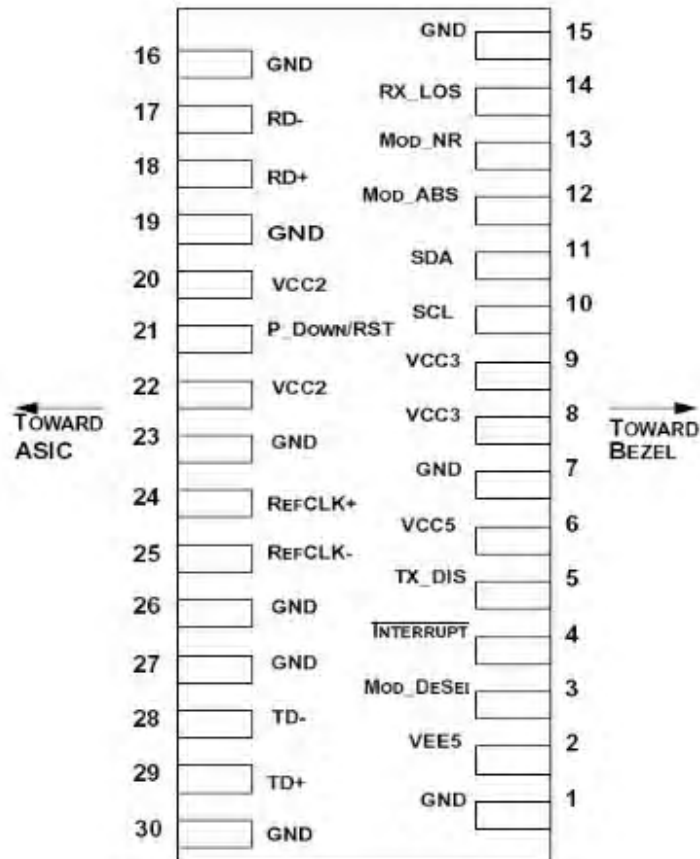 16 GND
17 RD-
18 RD+
19 GND
20 VCC2
21 P_DOWN/RST
22 VCC2
23 GND
24 REFCLK+
25 REFCLK-
26 GND
27 GND
28 TD-
29 TD+
30 GND
TOWARD
ASIC
GND 15
RX_LOS 14
MOD_NR 13
MOD_ABS 12
SDA 11
SCL 10
VCC3 9
VCC3 8
GND 7
VCC5 6
TX_DIS 5
INTERRUPT 4
MOD_DESEl 3
VEE5 2
GND 1
TOWARD
BEZEL